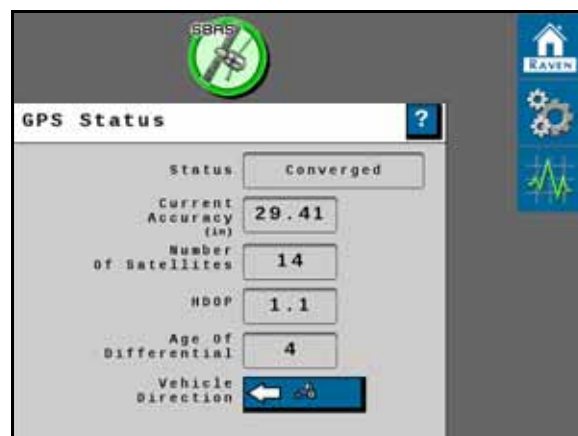 SBAS
RAVEN
GPS Status
?
Status
Converged
Current
Accuracy
(in)
29.41
Number
Of Satellites
14
HDOP
1.1
Age Of
Differential
4
Vehicle
Direction